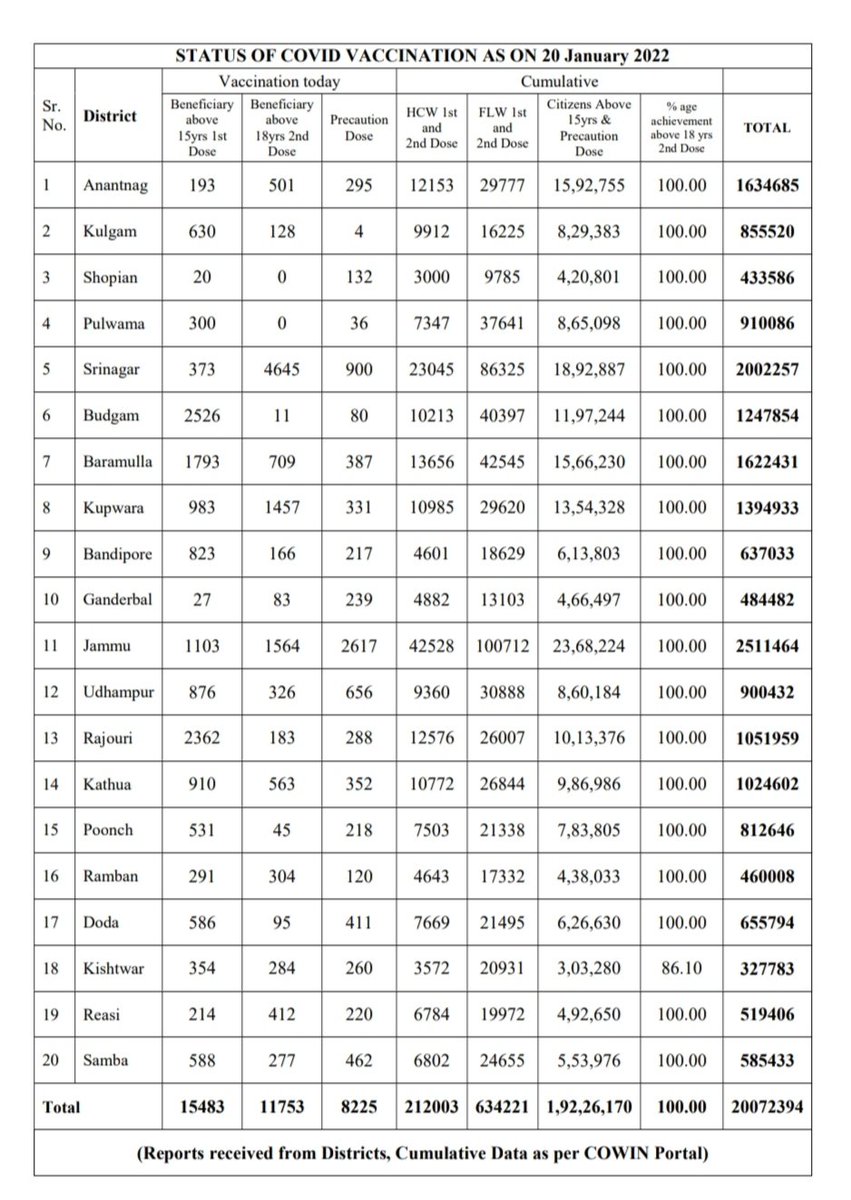 STATUS OF COVID VACCINATION AS ON 20 January 2022
Sr. No. District Vaccination today Cumulative
Beneficiary above 15yrs 1st Dose Beneficiary above 18yrs 2nd Dose Precaution Dose HCW 1st and 2nd Dose FLW 1st and 2nd Dose Citizens Above 15yrs & Precaution Dose % age achievement above 18 yrs 2nd Dose TOTAL
1 Anantnag 193 501 295 12153 29777 15,92,755 100.00 1634685
2 Kulgam 630 128 4 9912 16225 8,29,383 100.00 855520
3 Shopian 20 0 132 3000 9785 4,20,801 100.00 433586
4 Pulwama 300 0 36 7347 37641 8,65,098 100.00 910086
5 Srinagar 373 4645 900 23045 86325 18,92,887 100.00 2002257
6 Budgam 2526 11 80 10213 40397 11,97,244 100.00 1247854
7 Baramulla 1793 709 387 13656 42545 15,66,230 100.00 1622431
8 Kupwara 983 1457 331 10985 29620 13,54,328 100.00 1394933
9 Bandipore 823 166 217 4601 18629 6,13,803 100.00 637033
10 Ganderbal 27 83 239 4882 13103 4,66,497 100.00 484482
11 Jammu 1103 1564 2617 42528 100712 23,68,224 100.00 2511464
12 Udhampur 876 326 656 9360 30888 8,60,184 100.00 900432
13 Rajouri 2362 183 288 12576 26007 10,13,376 100.00 1051959
14 Kathua 910 563 352 10772 26844 9,86,986 100.00 1024602
15 Poonch 531 45 218 7503 21338 7,83,805 100.00 812646
16 Ramban 291 304 120 4643 17332 4,38,033 100.00 460008
17 Doda 586 95 411 7669 21495 6,26,630 100.00 655794
18 Kishtwar 354 284 260 3572 20931 3,03,280 86.10 327783
19 Reasi 214 412 220 6784 19972 4,92,650 100.00 519406
20 Samba 588 277 462 6802 24655 5,53,976 100.00 585433
Total 15483 11753 8225 212003 634221 1,92,26,170 100.00 20072394
(Reports received from Districts, Cumulative Data as per COWIN Portal)